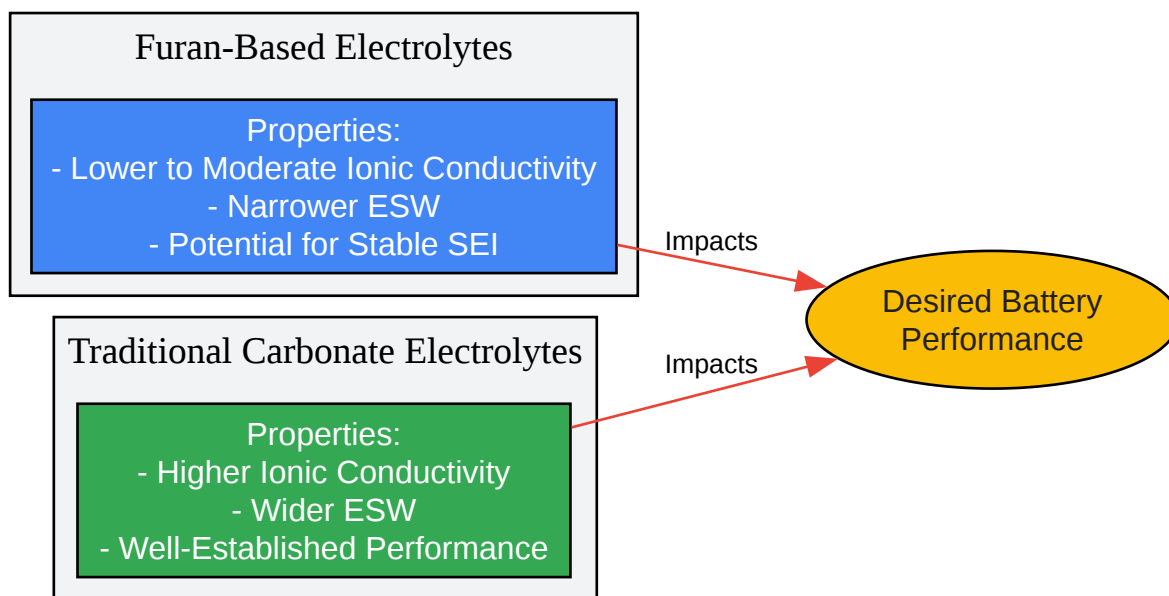 Furan-Based Electrolytes
Properties:
- Lower to Moderate Ionic Conductivity
- Narrower ESW
- Potential for Stable SEI
Impacts
Traditional Carbonate Electrolytes
Properties:
- Higher Ionic Conductivity
- Wider ESW
- Well-Established Performance
Impacts
Desired Battery
Performance